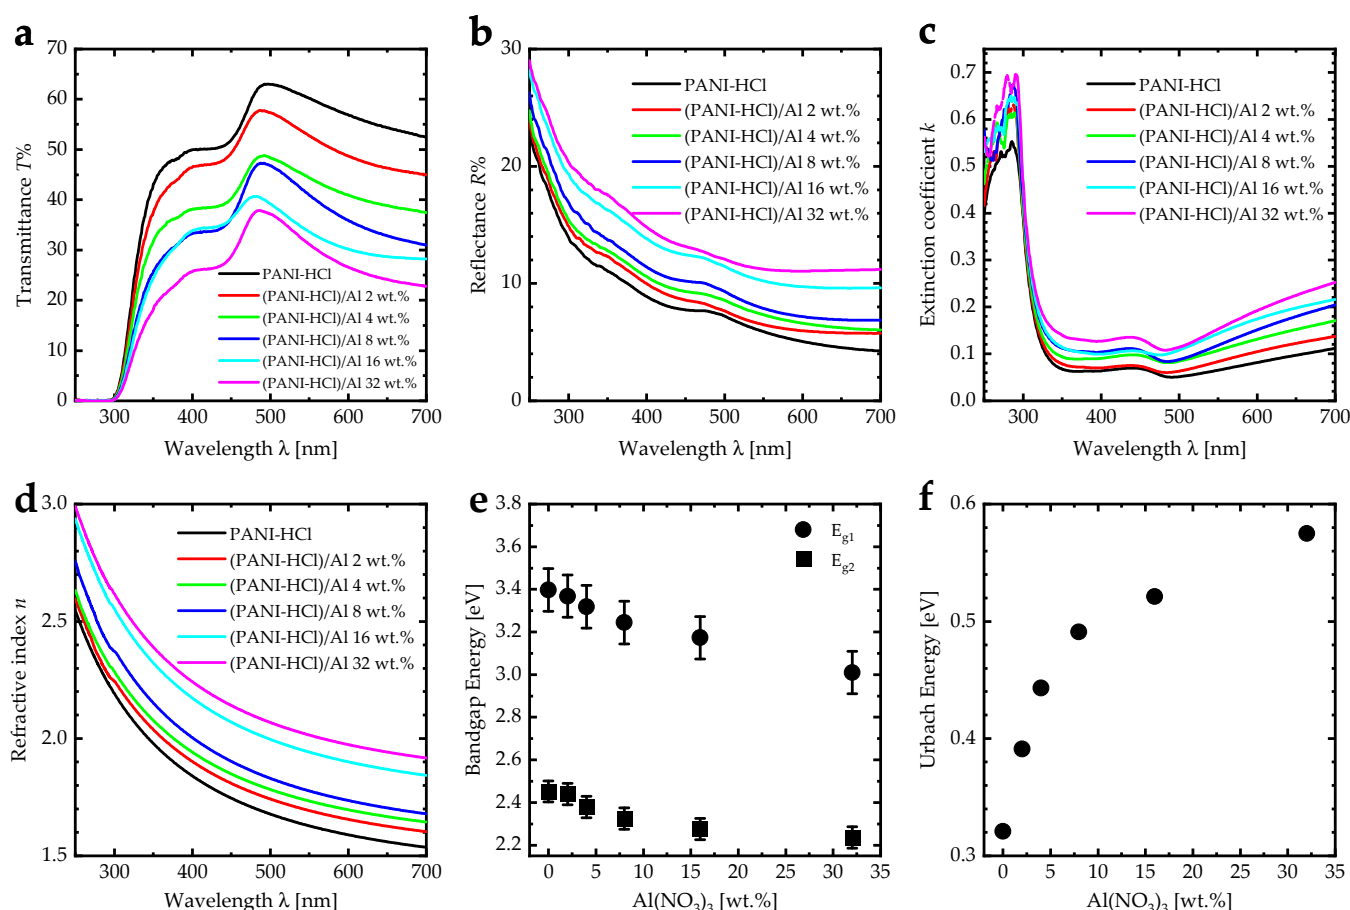 a
70
60
50
40
30
20
10
0
Transmittance T%
PANI-HCl
(PANI-HCl)/Al 2 wt.%
(PANI-HCl)/Al 4 wt.%
(PANI-HCl)/Al 8 wt.%
(PANI-HCl)/Al 16 wt.%
(PANI-HCl)/Al 32 wt.%
300 400 500 600 700
Wavelength λ [nm]
b
30
20
10
0
Reflectance R%
PANI-HCl
(PANI-HCl)/Al 2 wt.%
(PANI-HCl)/Al 4 wt.%
(PANI-HCl)/Al 8 wt.%
(PANI-HCl)/Al 16 wt.%
(PANI-HCl)/Al 32 wt.%
300 400 500 600 700
Wavelength λ [nm]
c
0.7
0.6
0.5
0.4
0.3
0.2
0.1
0.0
Extinction coefficient k
PANI-HCl
(PANI-HCl)/Al 2 wt.%
(PANI-HCl)/Al 4 wt.%
(PANI-HCl)/Al 8 wt.%
(PANI-HCl)/Al 16 wt.%
(PANI-HCl)/Al 32 wt.%
300 400 500 600 700
Wavelength λ [nm]
d
3.0
2.5
2.0
1.5
Refractive index n
PANI-HCl
(PANI-HCl)/Al 2 wt.%
(PANI-HCl)/Al 4 wt.%
(PANI-HCl)/Al 8 wt.%
(PANI-HCl)/Al 16 wt.%
(PANI-HCl)/Al 32 wt.%
300 400 500 600 700
Wavelength λ [nm]
e
3.8
3.6
3.4
3.2
3.0
2.8
2.6
2.4
2.2
Bandgap Energy [eV]
E_g1
E_g2
0 5 10 15 20 25 30 35
Al(NO₃)₃ [wt.%]
f
0.6
0.5
0.4
0.3
Urbach Energy [eV]
0 5 10 15 20 25 30 35
Al(NO₃)₃ [wt.%]